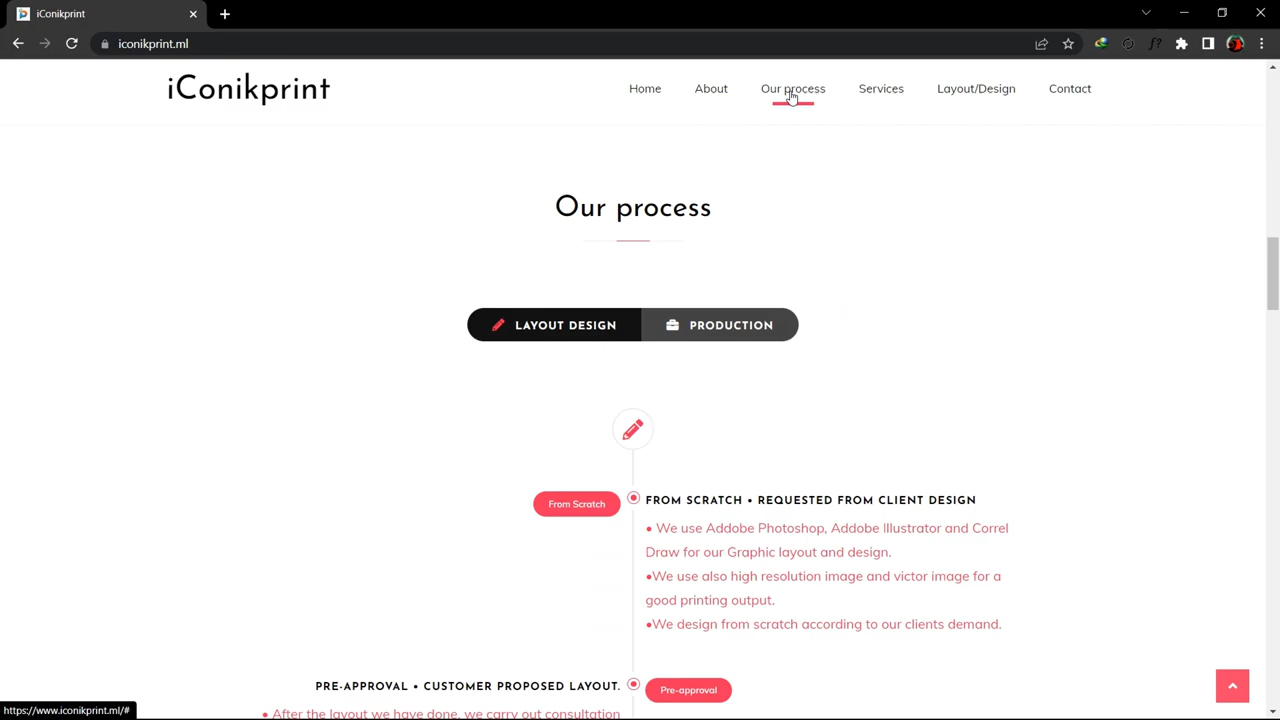 iConikprint
iconikprint.ml
iConikprint
Home
About
Our process
Services
Layout/Design
Contact
Our process
LAYOUT DESIGN
PRODUCTION
From Scratch
FROM SCRATCH • REQUESTED FROM CLIENT DESIGN
• We use Addobe Photoshop, Addobe Illustrator and Correl
Draw for our Graphic layout and design.
•We use also high resolution image and victor image for a
good printing output.
•We design from scratch according to our clients demand.
PRE-APPROVAL • CUSTOMER PROPOSED LAYOUT.
Pre-approval
• After the layout we have done, we carry out consultation
https://www.iconikprint.ml/#